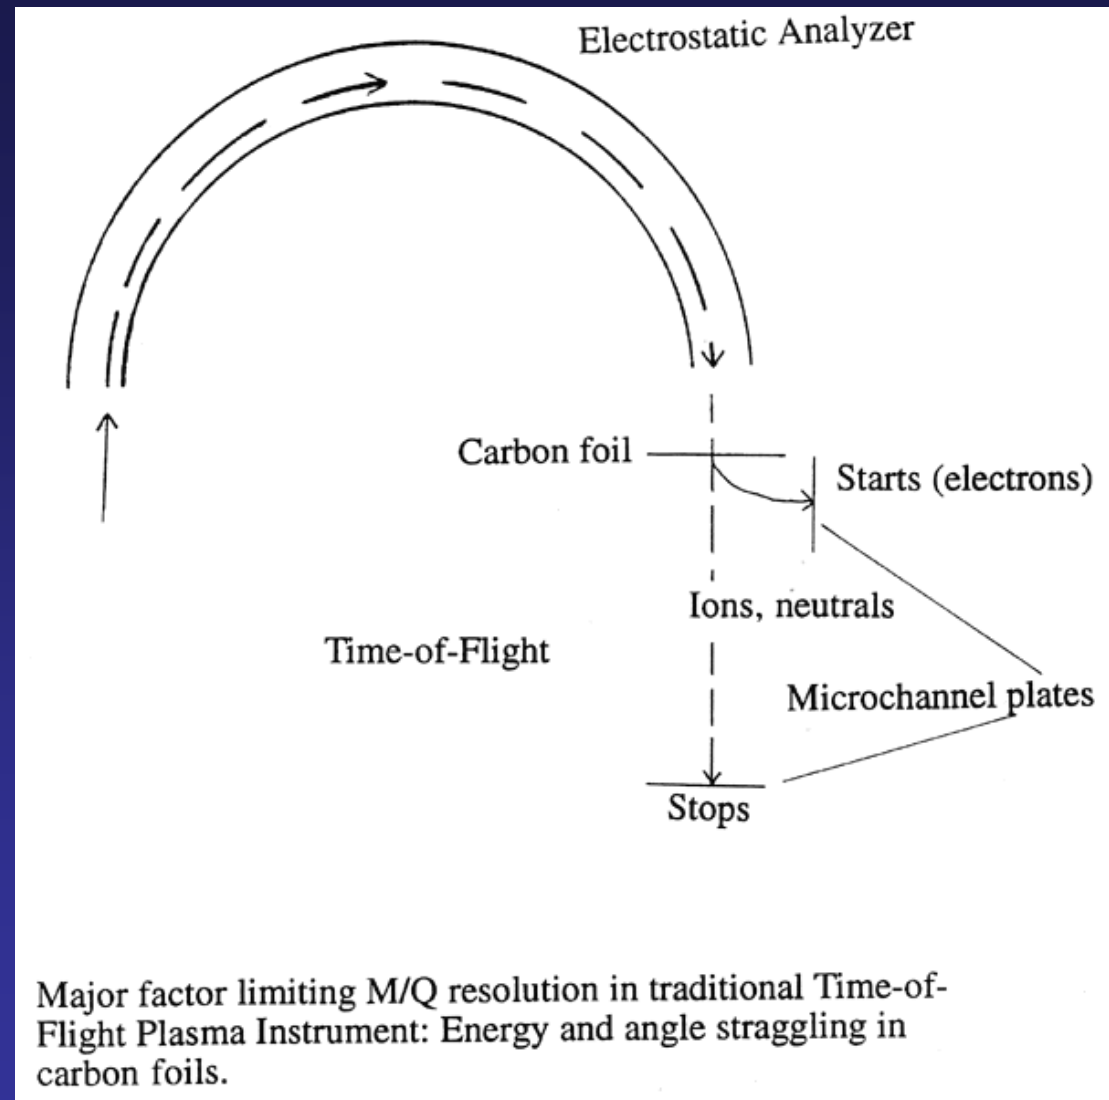 Electrostatic Analyzer
Carbon foil
Starts (electrons)
Ions, neutrals
Time-of-Flight
Microchannel plates
Stops
Major factor limiting M/Q resolution in traditional Time-of-
Flight Plasma Instrument: Energy and angle straggling in
carbon foils.